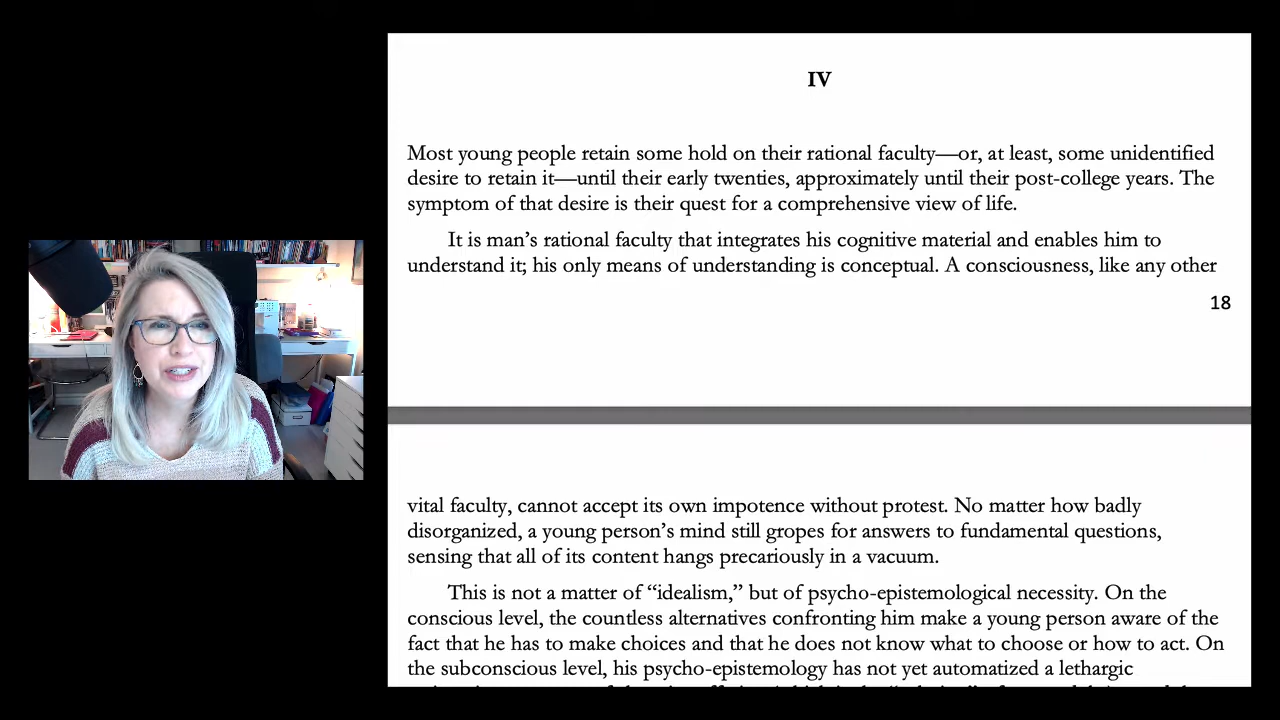 IV
Most young people retain some hold on their rational faculty—or, at least, some unidentified
desire to retain it—until their early twenties, approximately until their post-college years. The
symptom of that desire is their quest for a comprehensive view of life.
It is man’s rational faculty that integrates his cognitive material and enables him to
understand it; his only means of understanding is conceptual. A consciousness, like any other
18
vital faculty, cannot accept its own impotence without protest. No matter how badly
disorganized, a young person’s mind still gropes for answers to fundamental questions,
sensing that all of its content hangs precariously in a vacuum.
This is not a matter of “idealism,” but of psycho-epistemological necessity. On the
conscious level, the countless alternatives confronting him make a young person aware of the
fact that he has to make choices and that he does not know what to choose or how to act. On
the subconscious level, his psycho-epistemology has not yet automatized a lethargic